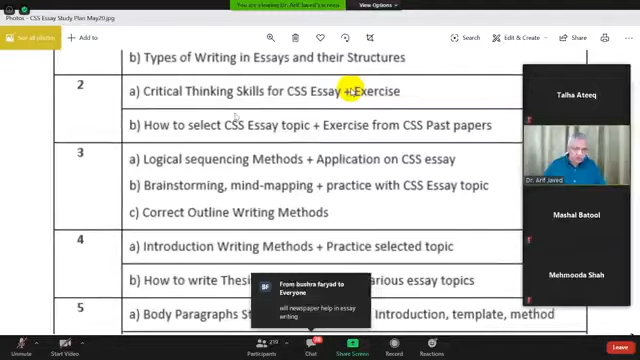 You are viewing Dr. Arif Javed's screen
View Options
Photos - CSS Essay Study Plan May20.jpg
See all photos
Add to
Edit & Create
Share
b) Types of Writing in Essays and their Structures
2
a) Critical Thinking Skills for CSS Essay + Exercise
b) How to select CSS Essay topic + Exercise from CSS Past papers
3
a) Logical sequencing Methods + Application on CSS essay
b) Brainstorming, mind-mapping + practice with CSS Essay topic
c) Correct Outline Writing Methods
4
a) Introduction Writing Methods + Practice selected topic
b) How to write Thesi
arious essay topics
5
a) Body Paragraphs St
Introduction, template, method
Talha Ateeq
Dr. Arif Javed
Mashal Batool
Mehmooda Shah
BF
From bushra faryad to
Everyone
will newspaper help in essay
writing
Unmute
Start Video
Participants
Chat
Share Screen
Record
Reactions
Leave